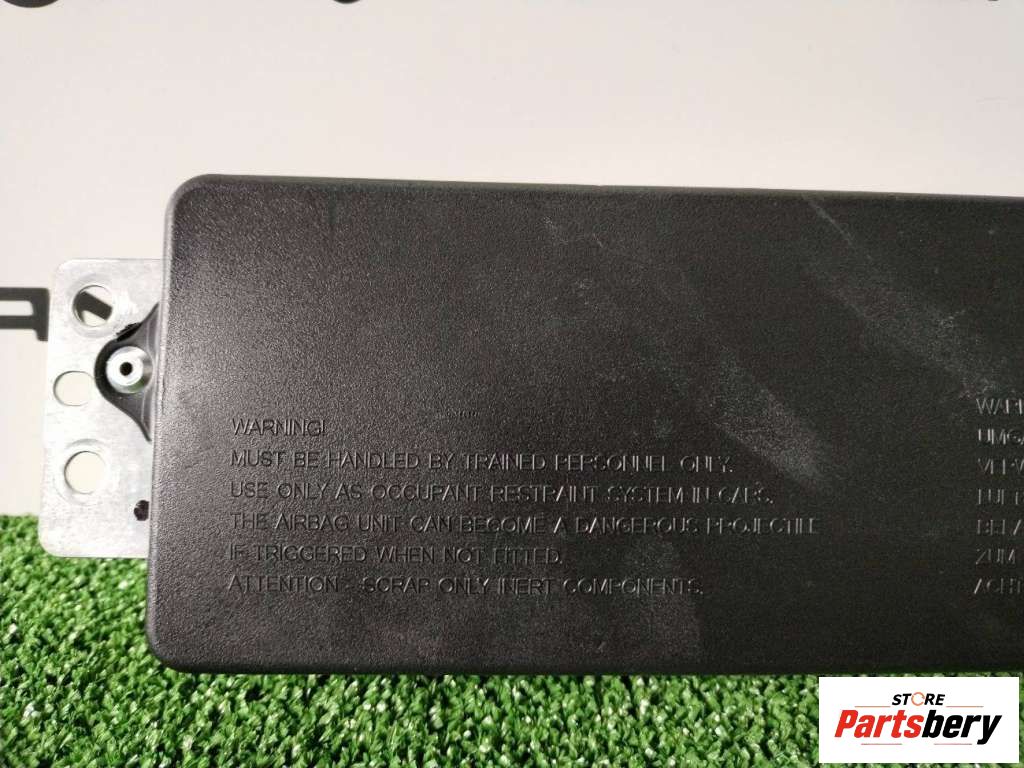 WARNING!
MUST BE HANDLED BY TRAINED PERSONNEL ONLY.
USE ONLY AS OCCUPANT RESTRAINT SYSTEM IN CARS.
THE AIRBAG UNIT CAN BECOME A DANGEROUS PROJECTILE
IF TRIGGERED WHEN NOT FITTED.
ATTENTION - SCRAP ONLY INERT COMPONENTS.
ZUM
STORE
Partsbery